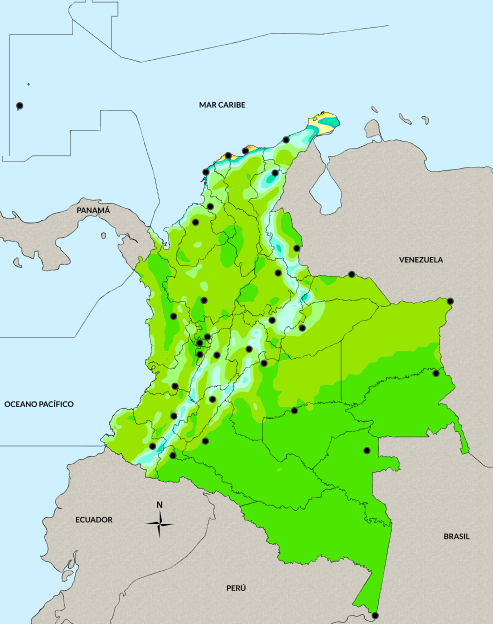 MAR CARIBE
PANAMÁ
VENEZUELA
OCEANO PACÍFICO
N
ECUADOR
BRASIL
PERÚ